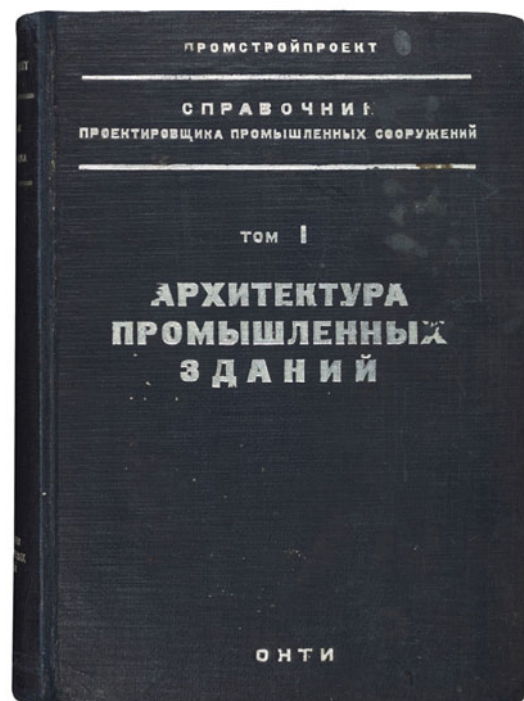 ПРОМСТРОЙПРОЕКТ
СПРАВОЧНИК
ПРОЕКТИРОВЩИКА ПРОМЫШЛЕННЫХ СООРУЖЕНИЙ
ТОМ I
АРХИТЕКТУРА
ПРОМЫШЛЕННЫХ
ЗДАНИЙ
ОНТИ